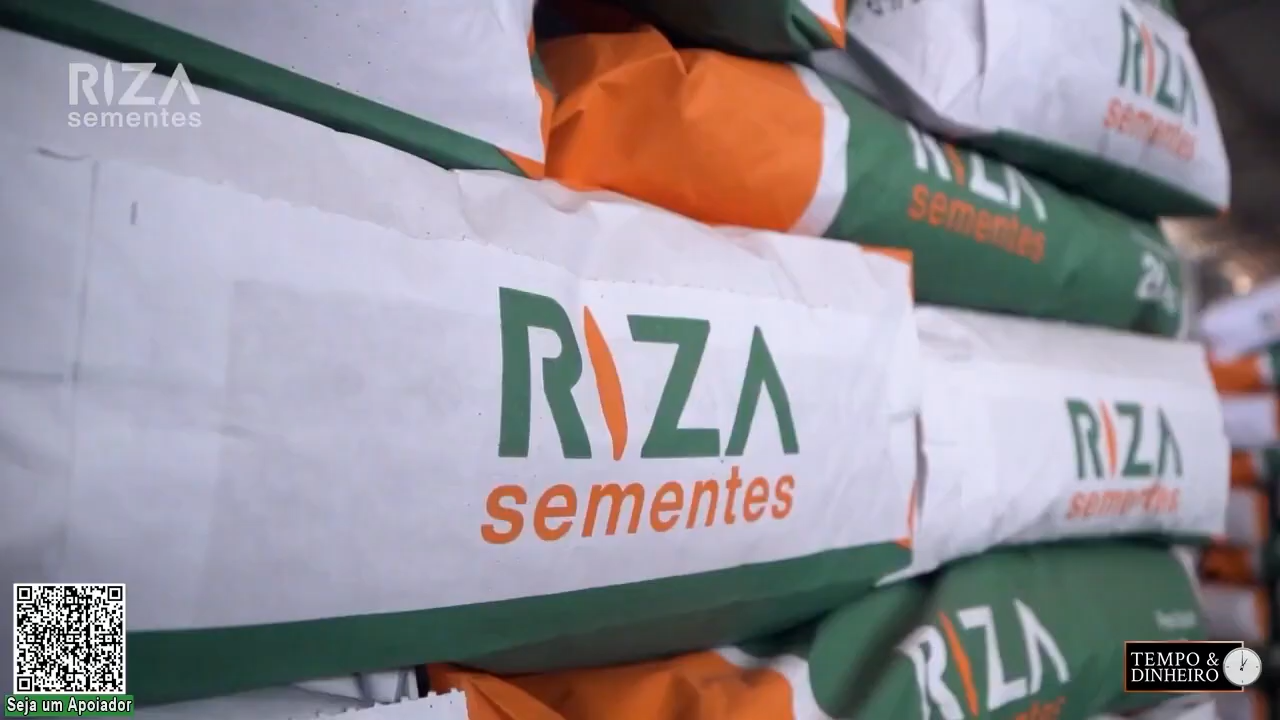 RIZA
sementes
RIZA
sementes
RIZA
sementes
RIZA
sementes
RIZA
sementes
RIZA
Seja um Apoiador
TEMPO &
DINHEIRO